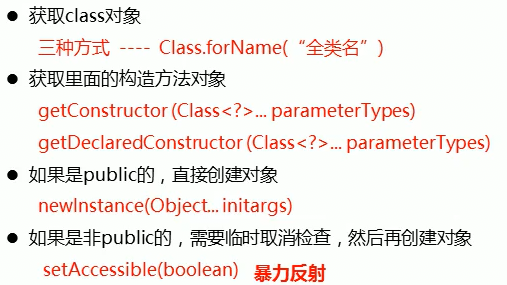 ● 获取class对象
三种方式 ---- Class.forName(“全类名”)
● 获取里面的构造方法对象
getConstructor (Class<?>... parameterTypes)
getDeclaredConstructor (Class<?>... parameterTypes)
● 如果是public的，直接创建对象
newInstance(Object... initargs)
● 如果是非public的，需要临时取消检查，然后再创建对象
setAccessible(boolean) 暴力反射